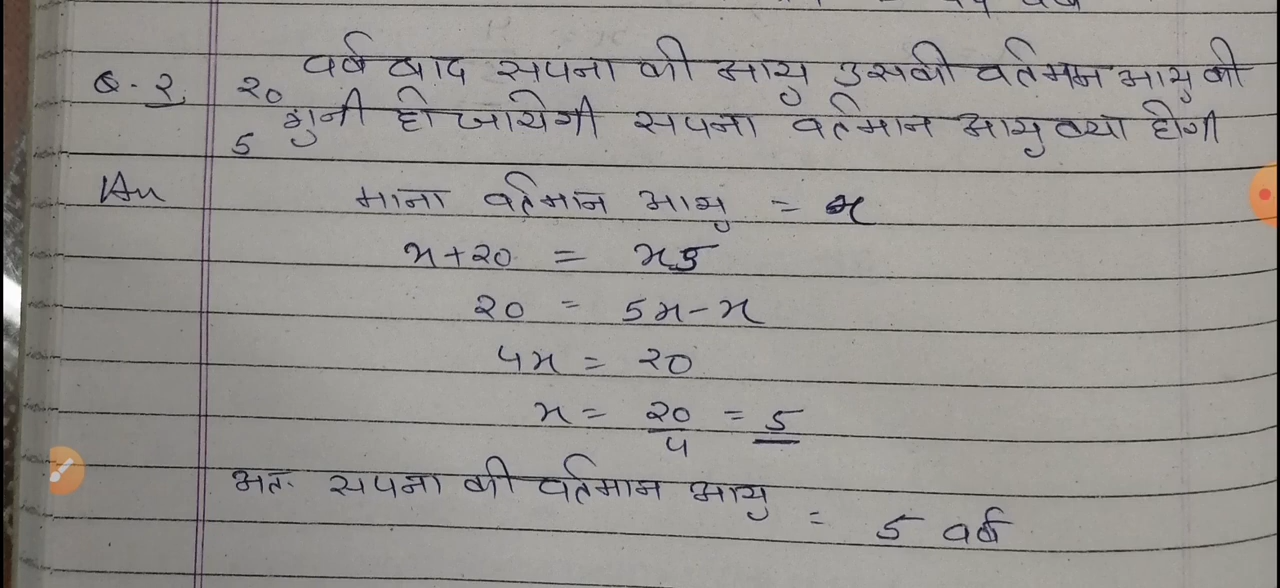 Q.2 20 वर्ष बाद सपना की आयु उसकी वर्तमान आयु की
5 गुनी हो जायेगी सपना वर्तमान आयु क्या होगी
An माना वर्तमान आयु = x
x+20 = x5
20 = 5x-x
4x = 20
x = 20/4 = 5
अतः सपना की वर्तमान आयु = 5 वर्ष